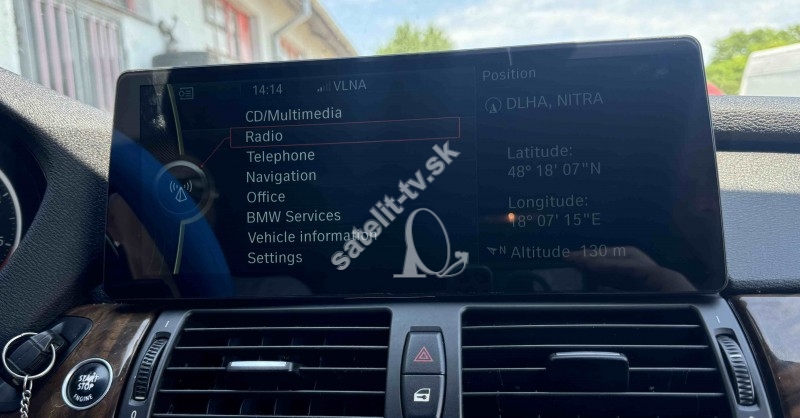 14:14 VLNA
CD/Multimedia
Radio
Telephone
Navigation
Office
BMW Services
Vehicle information
Settings
Position
DLHA, NITRA
Latitude:
48° 18' 07"N
Longitude:
18° 07' 15"E
N Altitude 130 m
satelit-tv.sk
START
STOP
ENGINE
0